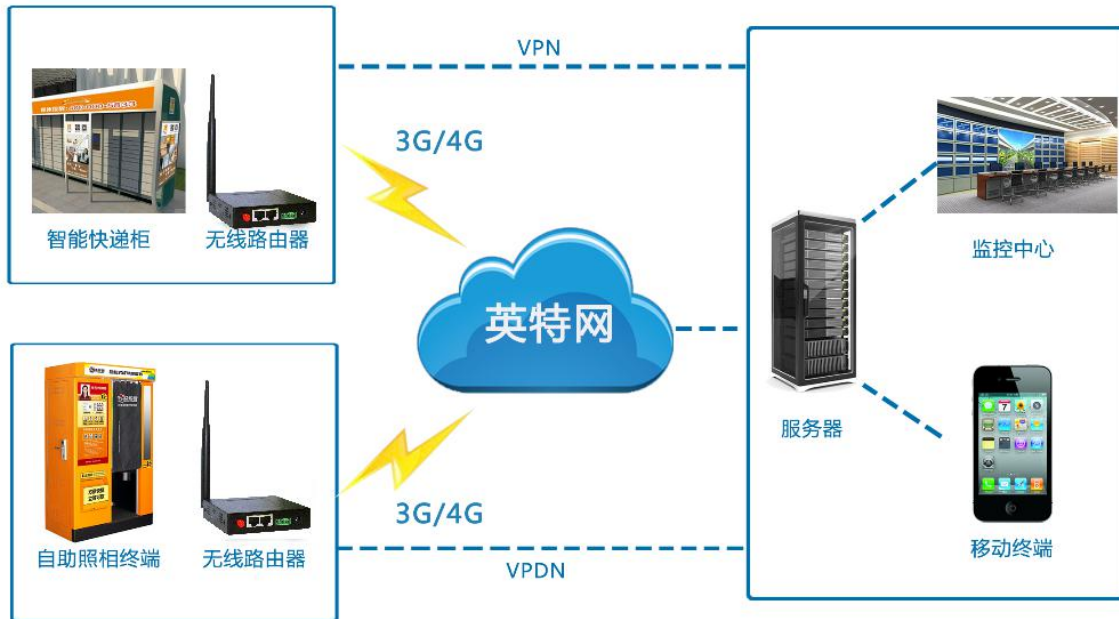 VPN
3G/4G
智能快递柜
无线路由器
监控中心
英特网
服务器
自助照相终端
无线路由器
3G/4G
移动终端
VPDN